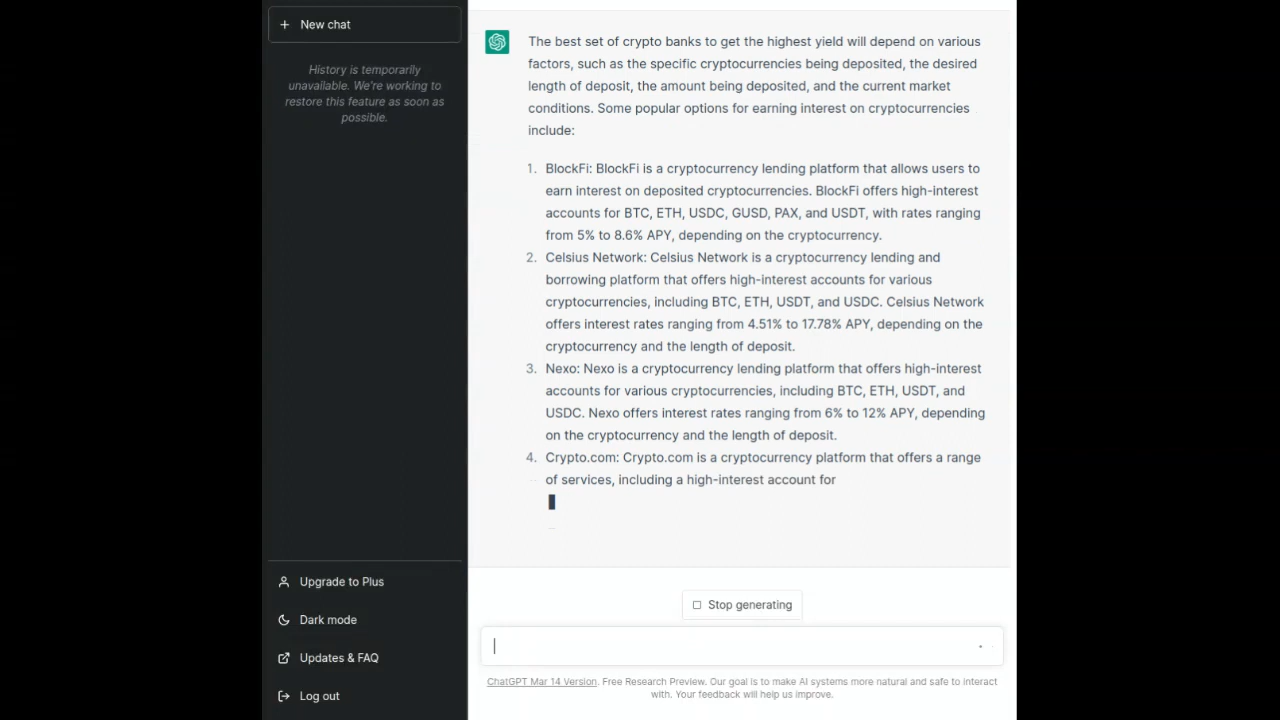 New chat
History is temporarily
unavailable. We're working to
restore this feature as soon as
possible.
Upgrade to Plus
Dark mode
Updates & FAQ
Log out
The best set of crypto banks to get the highest yield will depend on various
factors, such as the specific cryptocurrencies being deposited, the desired
length of deposit, the amount being deposited, and the current market
conditions. Some popular options for earning interest on cryptocurrencies
include:
1. BlockFi: BlockFi is a cryptocurrency lending platform that allows users to
earn interest on deposited cryptocurrencies. BlockFi offers high-interest
accounts for BTC, ETH, USDC, GUSD, PAX, and USDT, with rates ranging
from 5% to 8.6% APY, depending on the cryptocurrency.
2. Celsius Network: Celsius Network is a cryptocurrency lending and
borrowing platform that offers high-interest accounts for various
cryptocurrencies, including BTC, ETH, USDT, and USDC. Celsius Network
offers interest rates ranging from 4.51% to 17.78% APY, depending on the
cryptocurrency and the length of deposit.
3. Nexo: Nexo is a cryptocurrency lending platform that offers high-interest
accounts for various cryptocurrencies, including BTC, ETH, USDT, and
USDC. Nexo offers interest rates ranging from 6% to 12% APY, depending
on the cryptocurrency and the length of deposit.
4. Crypto.com: Crypto.com is a cryptocurrency platform that offers a range
of services, including a high-interest account for
Stop generating
ChatGPT Mar 14 Version. Free Research Preview. Our goal is to make AI systems more natural and safe to interact
with. Your feedback will help us improve.